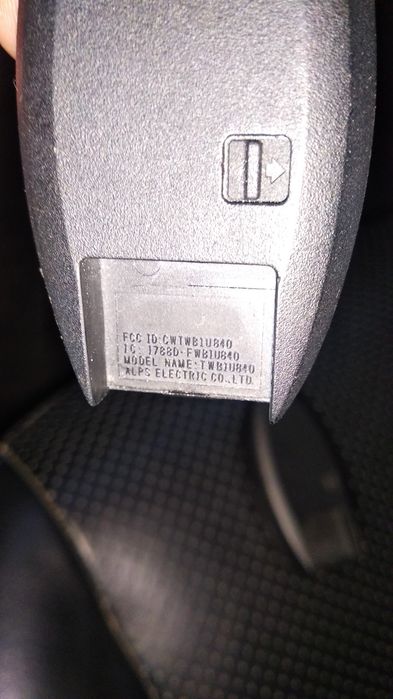 FCC ID:CWTWB1U840
IC: 1788D-FWB1U840
MODEL NAME:TWB1U840
ALPS ELECTRIC CO.,LTD.